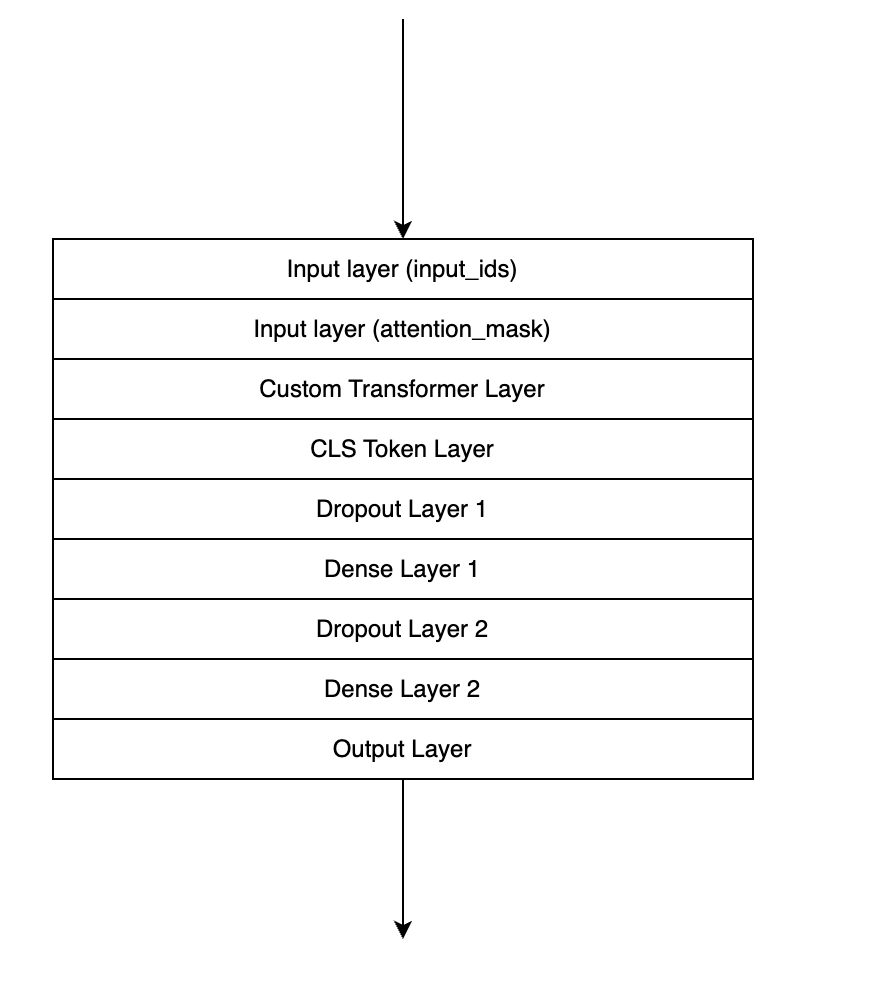 Input layer (input_ids)
Input layer (attention_mask)
Custom Transformer Layer
CLS Token Layer
Dropout Layer 1
Dense Layer 1
Dropout Layer 2
Dense Layer 2
Output Layer